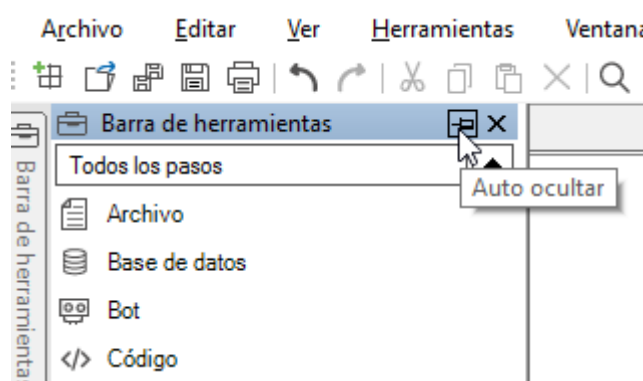 Archivo Editar Ver Herramientas Ventana
Barra de herramientas
Barra de herramientas
Todos los pasos
Auto ocultar
Archivo
Base de datos
Bot
</> Código